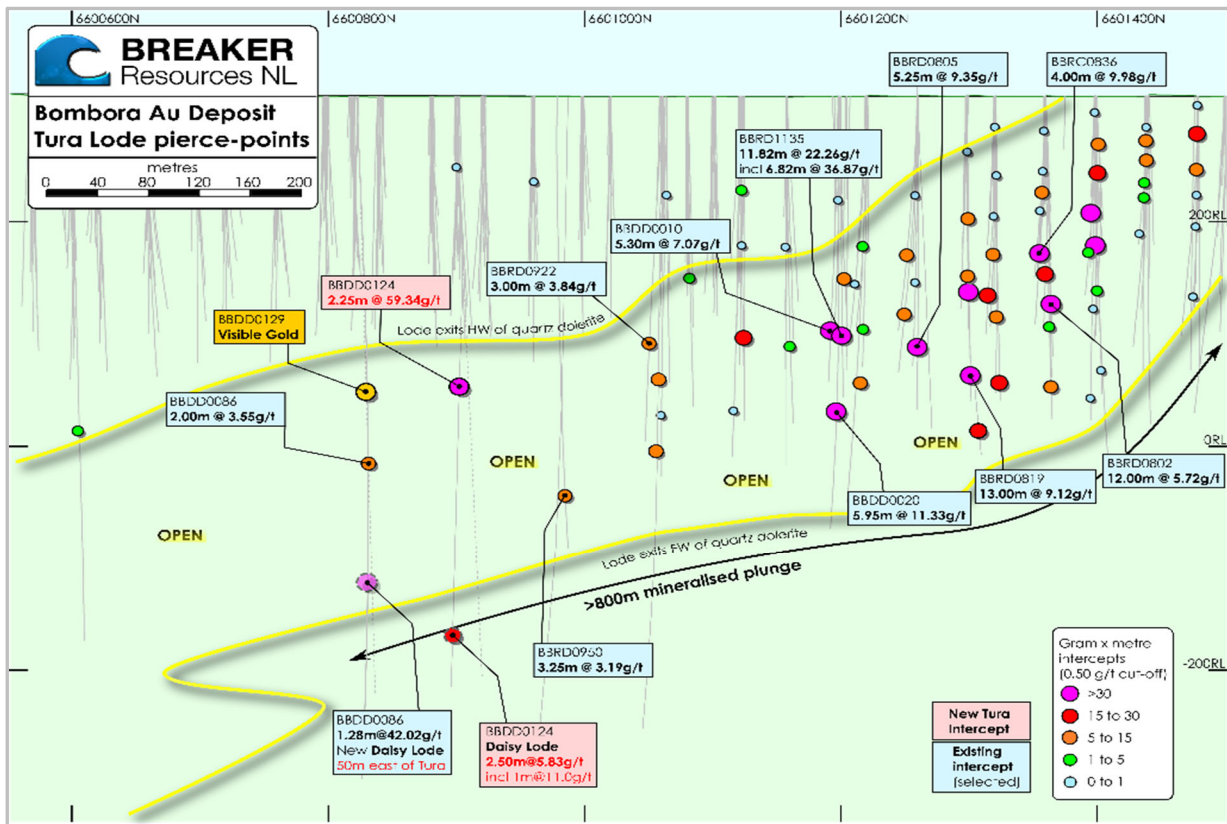 6600600N
6600800N
6601000N
6601200N
6601400N
BREAKER
Resources NL
Bombora Au Deposit
Tura Lode pierce-points
metres
0 40 80 120 160 200
BBRD0805
5.25m @ 9.35g/t
BBRC0836
4.00m @ 9.98g/t
BBRD1135
11.82m @ 22.26g/t
incl 6.82m @ 36.87g/t
BBDD0010
5.30m @ 7.07g/t
200RL
BBRD0922
3.00m @ 3.84g/t
BBDD0124
2.25m @ 59.34g/t
BBDD0129
Visible Gold
Lode exits HW of quartz dolerite
BBDD0086
2.00m @ 3.55g/t
OPEN
OPEN
OPEN
OPEN
0RL
BBRD0802
12.00m @ 5.72g/t
BBRD0819
13.00m @ 9.12g/t
BBDD0020
5.95m @ 11.33g/t
Lode exits FW of quartz dolerite
>800m mineralised plunge
BBRD0950
3.25m @ 3.19g/t
-200RL
BBDD0086
1.28m@42.02g/t
New Daisy Lode
50m east of Tura
BBDD0124
Daisy Lode
2.50m@5.83g/t
incl 1m@11.0g/t
New Tura
Intercept
Existing
intercept
(selected)
Gram x metre
intercepts
(0.50 g/t cut-off)
>30
15 to 30
5 to 15
1 to 5
0 to 1